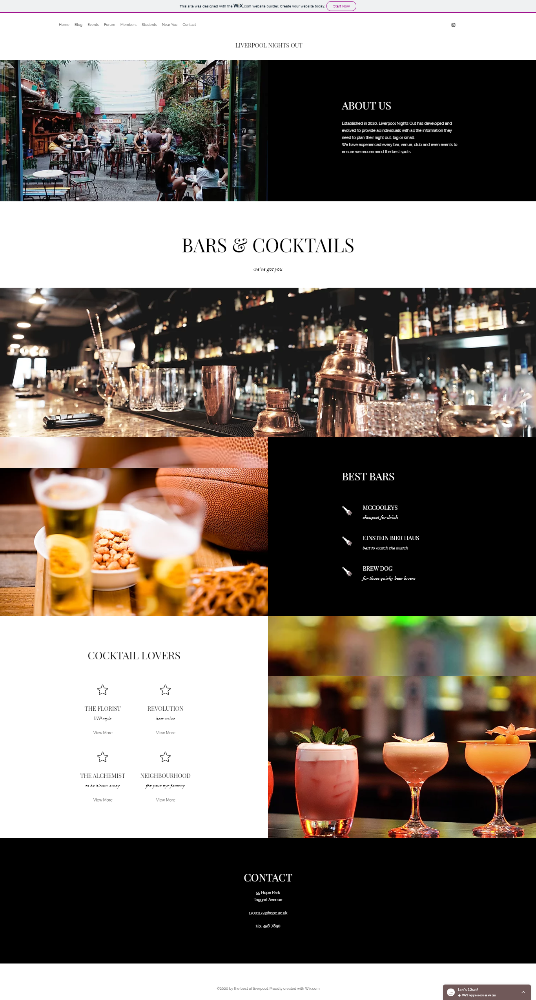 This site was designed with the WiX.com website builder. Create your website today. Start Now
Home Blog Events Forum Members Students Near You Contact
LIVERPOOL NIGHTS OUT
SMOKING AREA
ABOUT US
Established in 2020, Liverpool Nights Out has developed and
evolved to provide all individuals with all the information they
need to plan their night out, big or small.
We have experienced every bar, venue, club and even events to
ensure we recommend the best spots.
BARS & COCKTAILS
we've got you
BEST BARS
MCCOOLEYS
cheapest for drink
EINSTEIN BIER HAUS
best to watch the match
BREW DOG
for those quirky beer lovers
COCKTAIL LOVERS
THE FLORIST
VIP style
View More
REVOLUTION
best value
View More
THE ALCHEMIST
to be blown away
View More
NEIGHBOURHOOD
for your nyc fantasy
View More
CONTACT
55 Hope Park
Taggart Avenue
17001172@hope.ac.uk
123-456-7890
©2020 by the best of liverpool. Proudly created with Wix.com
Let's Chat!
We'll reply as soon as we can